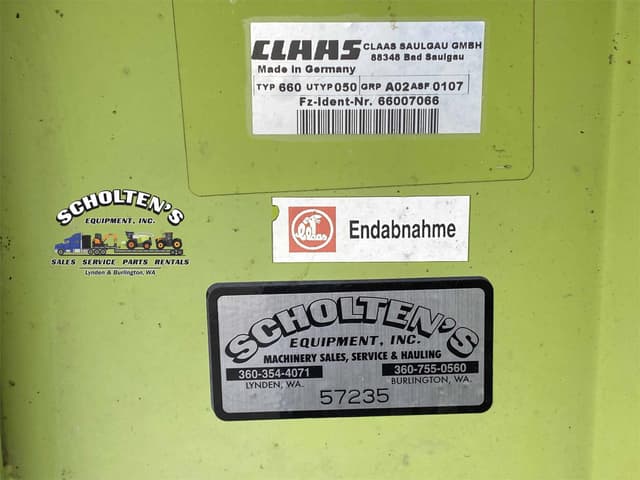 CLAAS CLAAS SAULGAU GMBH
88348 Bad Saulgau
Made in Germany
TYP 660 UTYP 050 GRP A02 ASF 0107
Fz-Ident-Nr. 66007066
SCHOLTEN'S
EQUIPMENT, INC.
SALES SERVICE PARTS RENTALS
Lynden & Burlington, WA
Claas Endabnahme
SCHOLTEN'S
EQUIPMENT, INC.
MACHINERY SALES, SERVICE & HAULING
360-354-4071 360-755-0560
LYNDEN, WA. BURLINGTON, WA.
57235